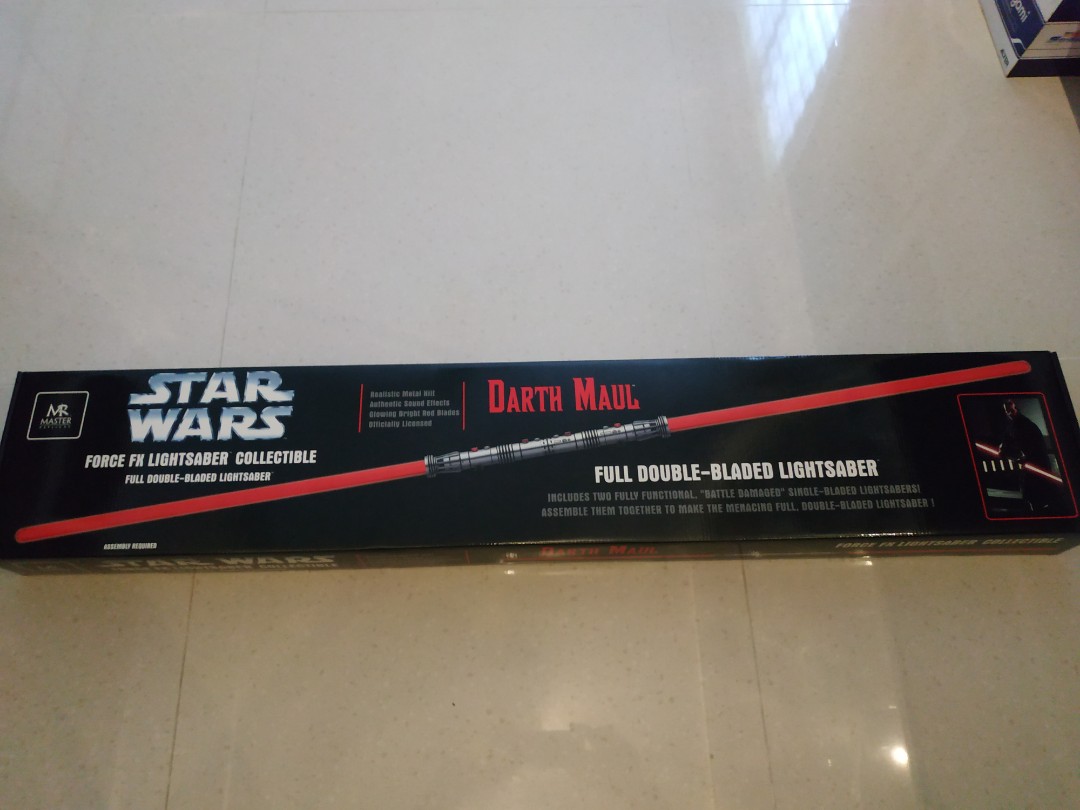 MR
MASTER
REPLICAS
STAR
WARS
FORCE FX LIGHTSABER COLLECTIBLE
FULL DOUBLE-BLADED LIGHTSABER
ASSEMBLY REQUIRED
Realistic Metal Hilt
Authentic Sound Effects
Glowing Bright Red Blades
Officially Licensed
DARTH MAUL™
FULL DOUBLE-BLADED LIGHTSABER
INCLUDES TWO FULLY FUNCTIONAL, "BATTLE DAMAGED" SINGLE-BLADED LIGHTSABERS!
ASSEMBLE THEM TOGETHER TO MAKE THE MENACING FULL, DOUBLE-BLADED LIGHTSABER !
STAR WARS
DARTH MAUL
FORCE FX LIGHTSABER COLLECTIBLE